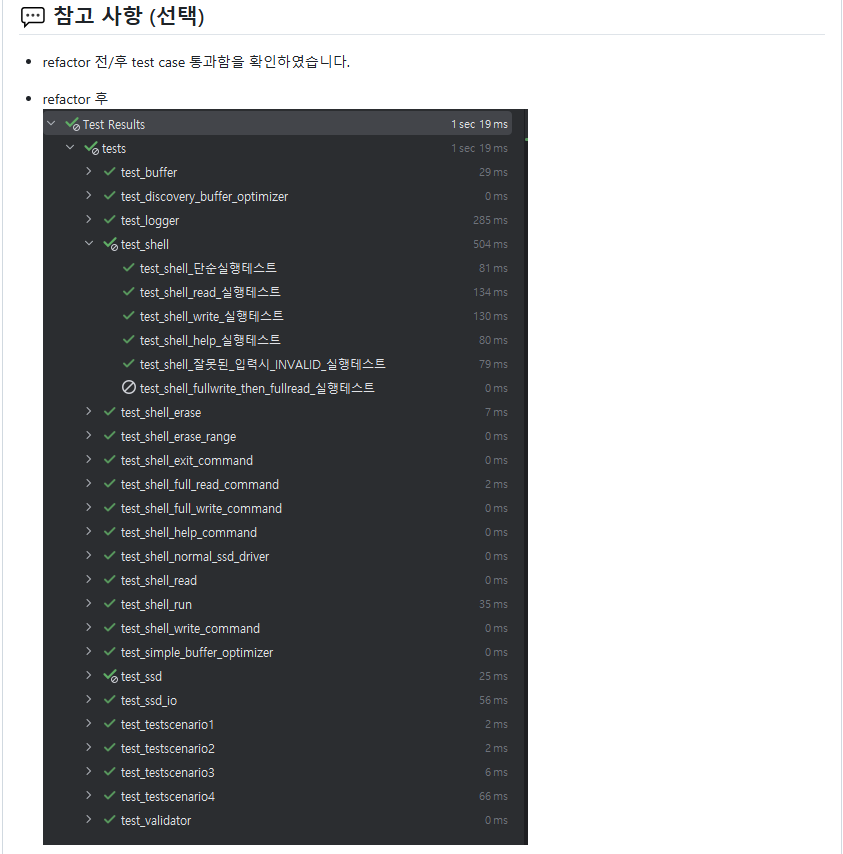 참고 사항 (선택)
refactor 전/후 test case 통과함을 확인하였습니다.
refactor 후
Test Results 1 sec 19 ms
tests 1 sec 19 ms
test_buffer 29 ms
test_discovery_buffer_optimizer 0 ms
test_logger 285 ms
test_shell 504 ms
test_shell_단순실행테스트 81 ms
test_shell_read_실행테스트 134 ms
test_shell_write_실행테스트 130 ms
test_shell_help_실행테스트 80 ms
test_shell_잘못된_입력시_INVALID_실행테스트 79 ms
test_shell_fullwrite_then_fullread_실행테스트 0 ms
test_shell_erase 7 ms
test_shell_erase_range 0 ms
test_shell_exit_command 0 ms
test_shell_full_read_command 2 ms
test_shell_full_write_command 0 ms
test_shell_help_command 0 ms
test_shell_normal_ssd_driver 0 ms
test_shell_read 0 ms
test_shell_run 35 ms
test_shell_write_command 0 ms
test_simple_buffer_optimizer 0 ms
test_ssd 25 ms
test_ssd_io 56 ms
test_testscenario1 2 ms
test_testscenario2 2 ms
test_testscenario3 6 ms
test_testscenario4 66 ms
test_validator 0 ms